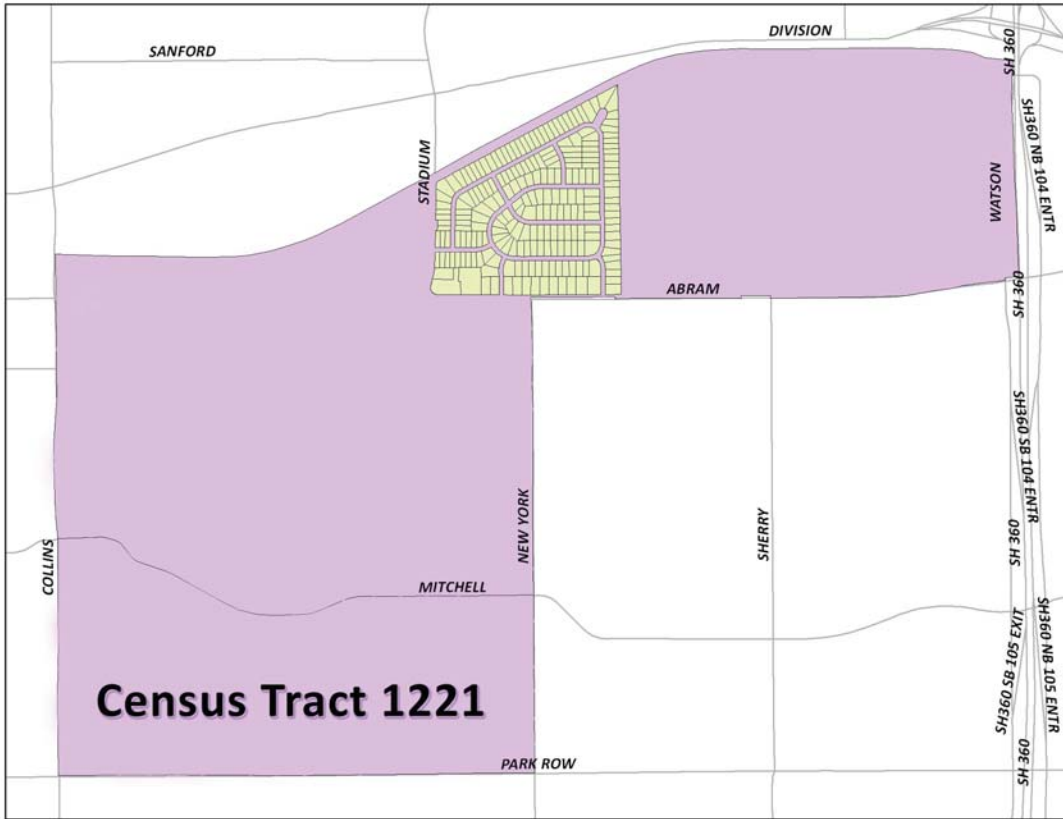 DIVISION
SANFORD
SH 360
SH360 NB 104 ENTR
STADIUM
WATSON
ABRAM
SH 360
SH360 SB 104 ENTR
NEW YORK
SHERRY
SH 360
COLLINS
MITCHELL
SH360 SB 105 EXIT
SH360 NB 105 ENTR
Census Tract 1221
PARK ROW
SH 360